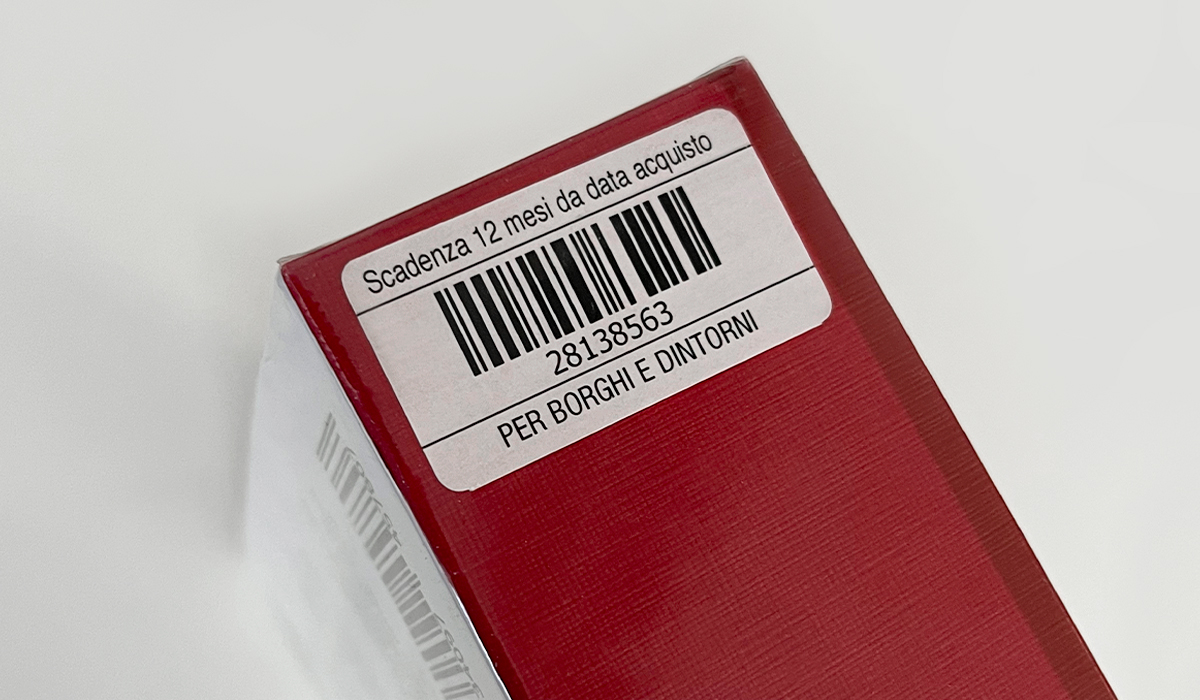 Scadenza 12 mesi da data acquisto
28138563
PER BORGHI E DINTORNI